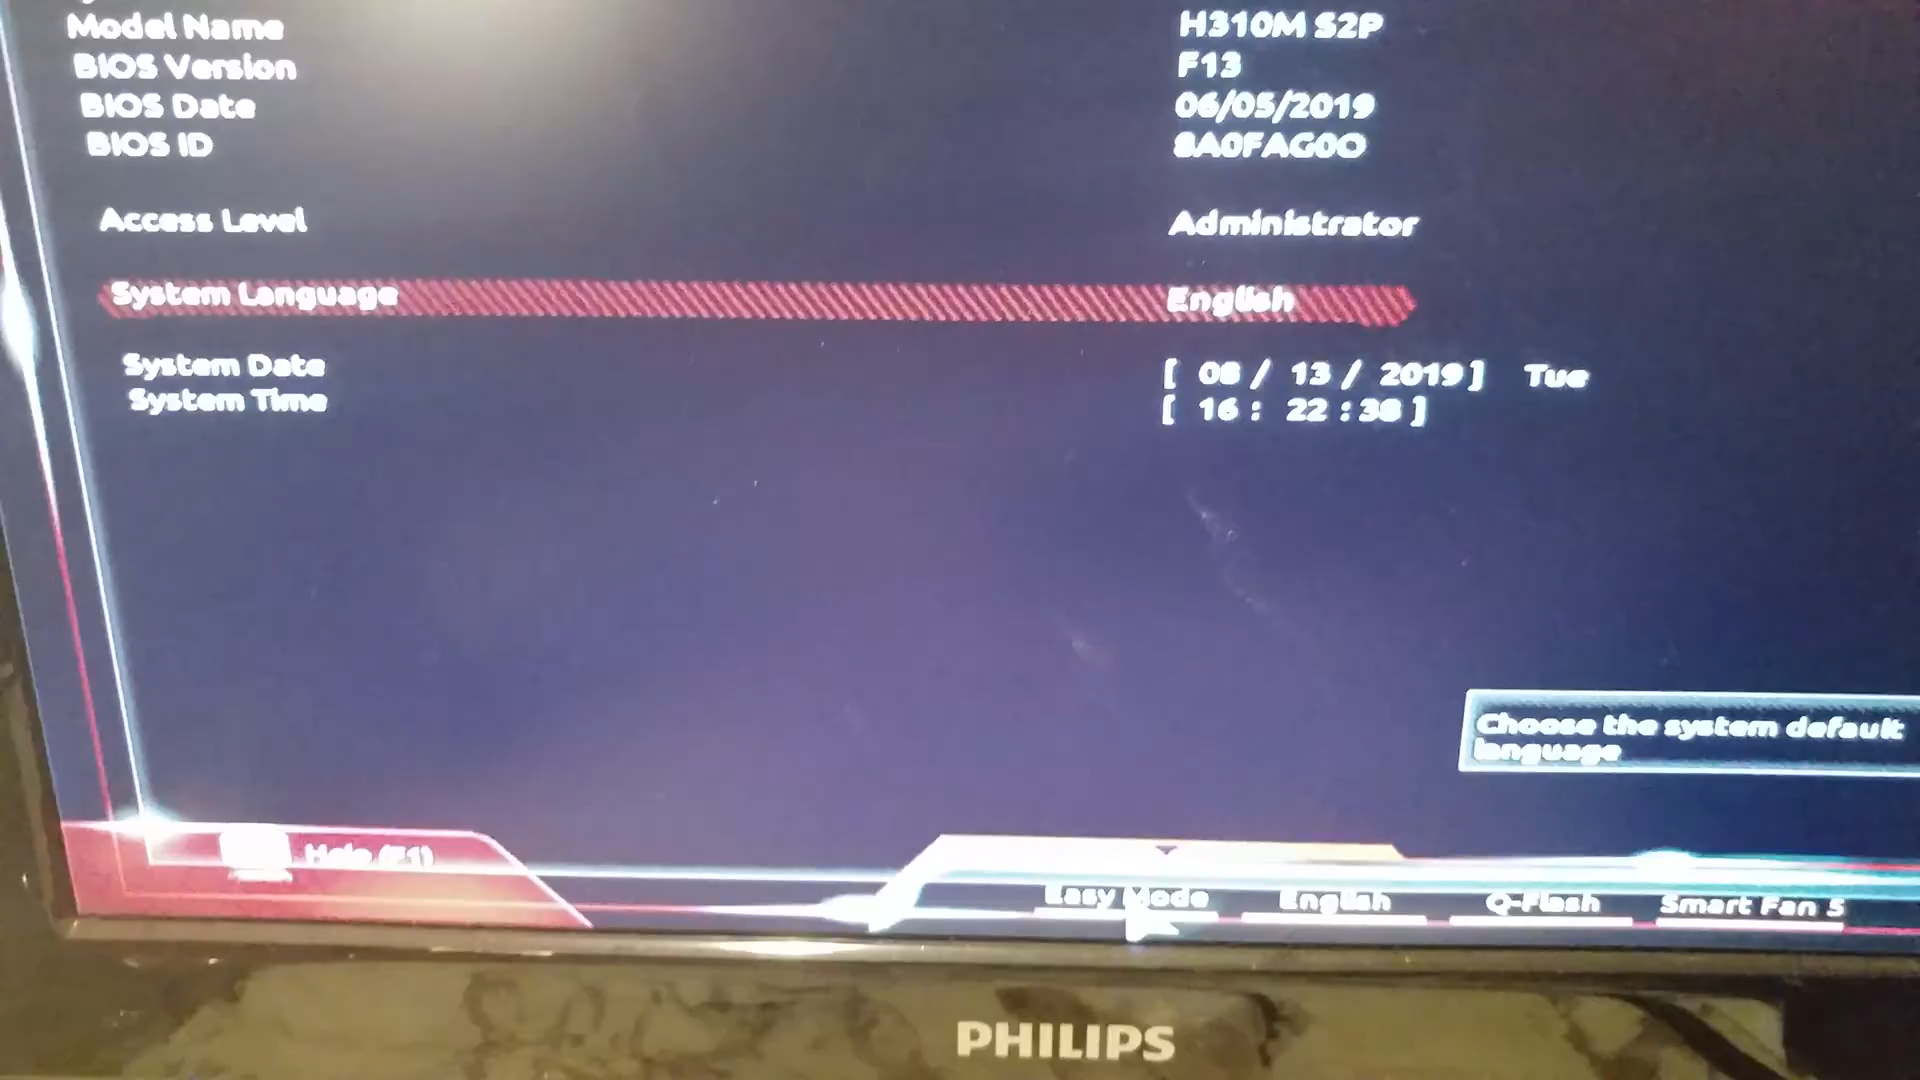 Model Name H310M S2P
BIOS Version F13
BIOS Date 06/05/2019
BIOS ID 8A0FAG0O
Access Level Administrator
System Language English
System Date [ 08 / 13 / 2019 ] Tue
System Time [ 16 : 22 : 38 ]
Choose the system default
language
Help (F1)
Easy Mode English Q-Flash Smart Fan 5
PHILIPS